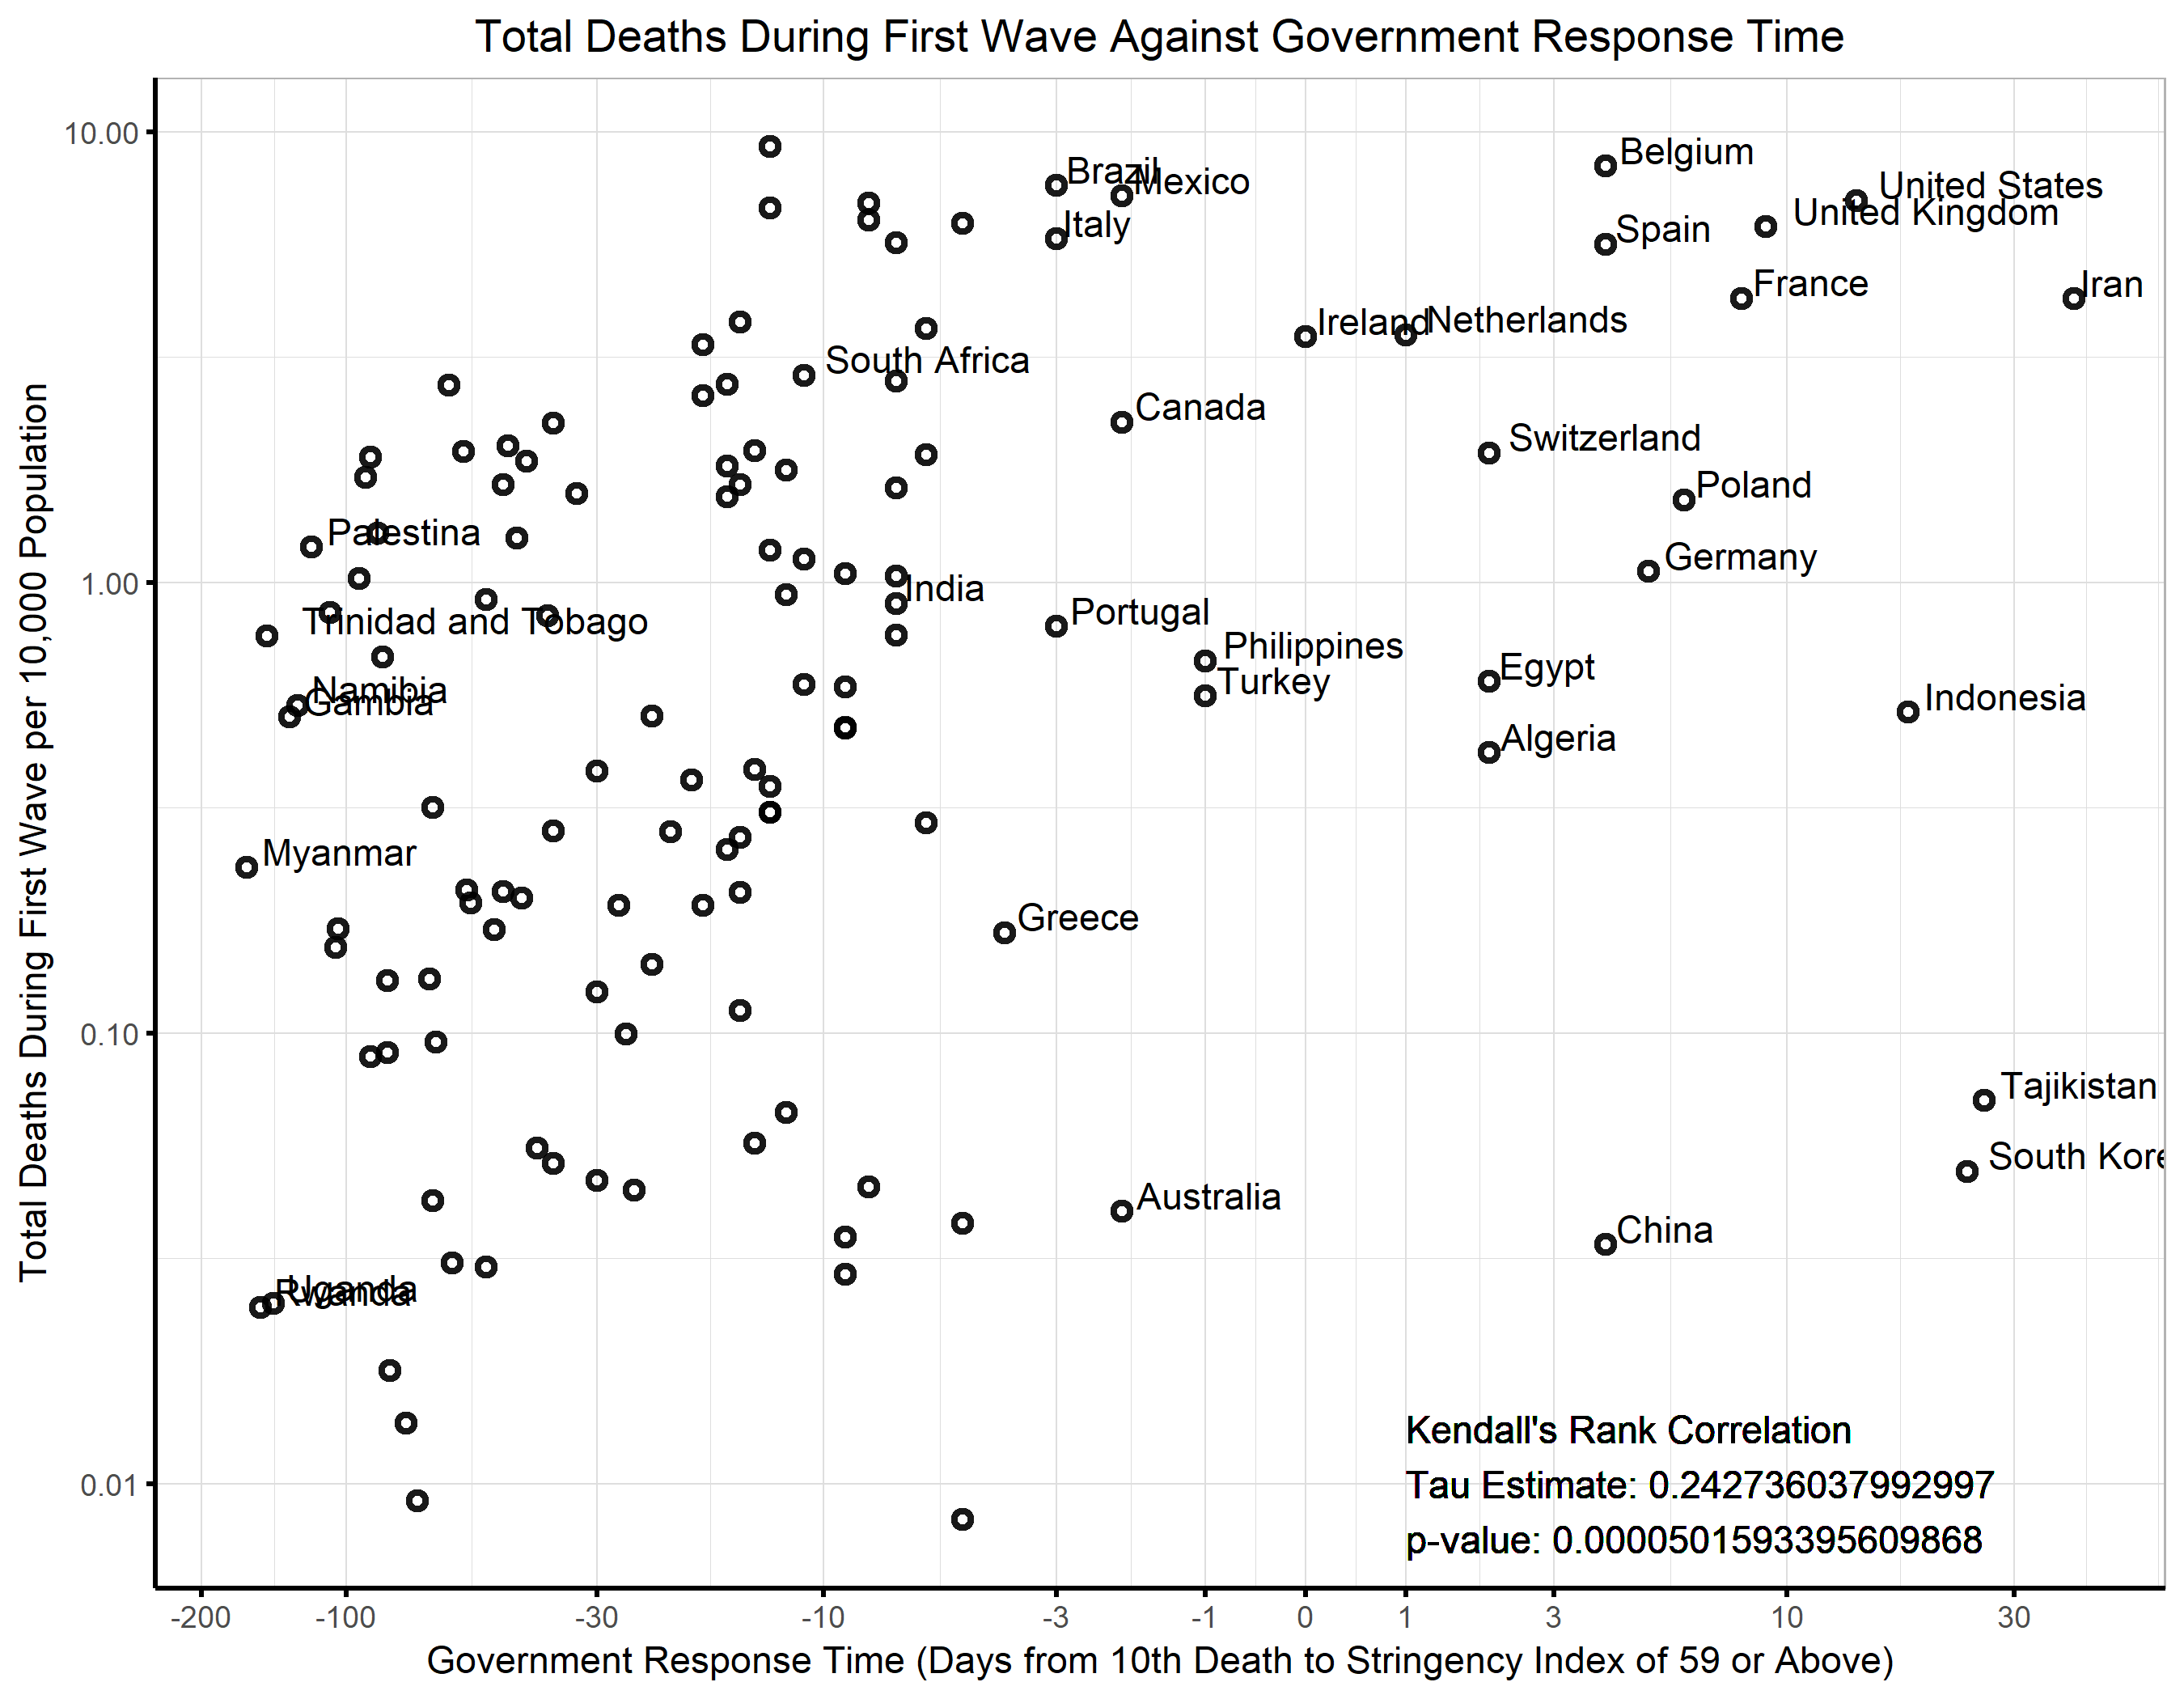 Total Deaths During First Wave Against Government Response Time
Total Deaths During First Wave per 10,000 Population
10.00
1.00
0.10
0.01
Belgium
Brazil
Mexico
United States
United Kingdom
Italy
Spain
France
Iran
Ireland
Netherlands
South Africa
Canada
Switzerland
Poland
Palestina
Germany
India
Portugal
Trinidad and Tobago
Philippines
Egypt
Turkey
Namibia
Gambia
Indonesia
Algeria
Myanmar
Greece
Tajikistan
South Kore
Australia
China
Uganda
Rwanda
Kendall's Rank Correlation
Tau Estimate: 0.242736037992997
p-value: 0.0000501593395609868
-200 -100 -30 -10 -3 -1 0 1 3 10 30
Government Response Time (Days from 10th Death to Stringency Index of 59 or Above)